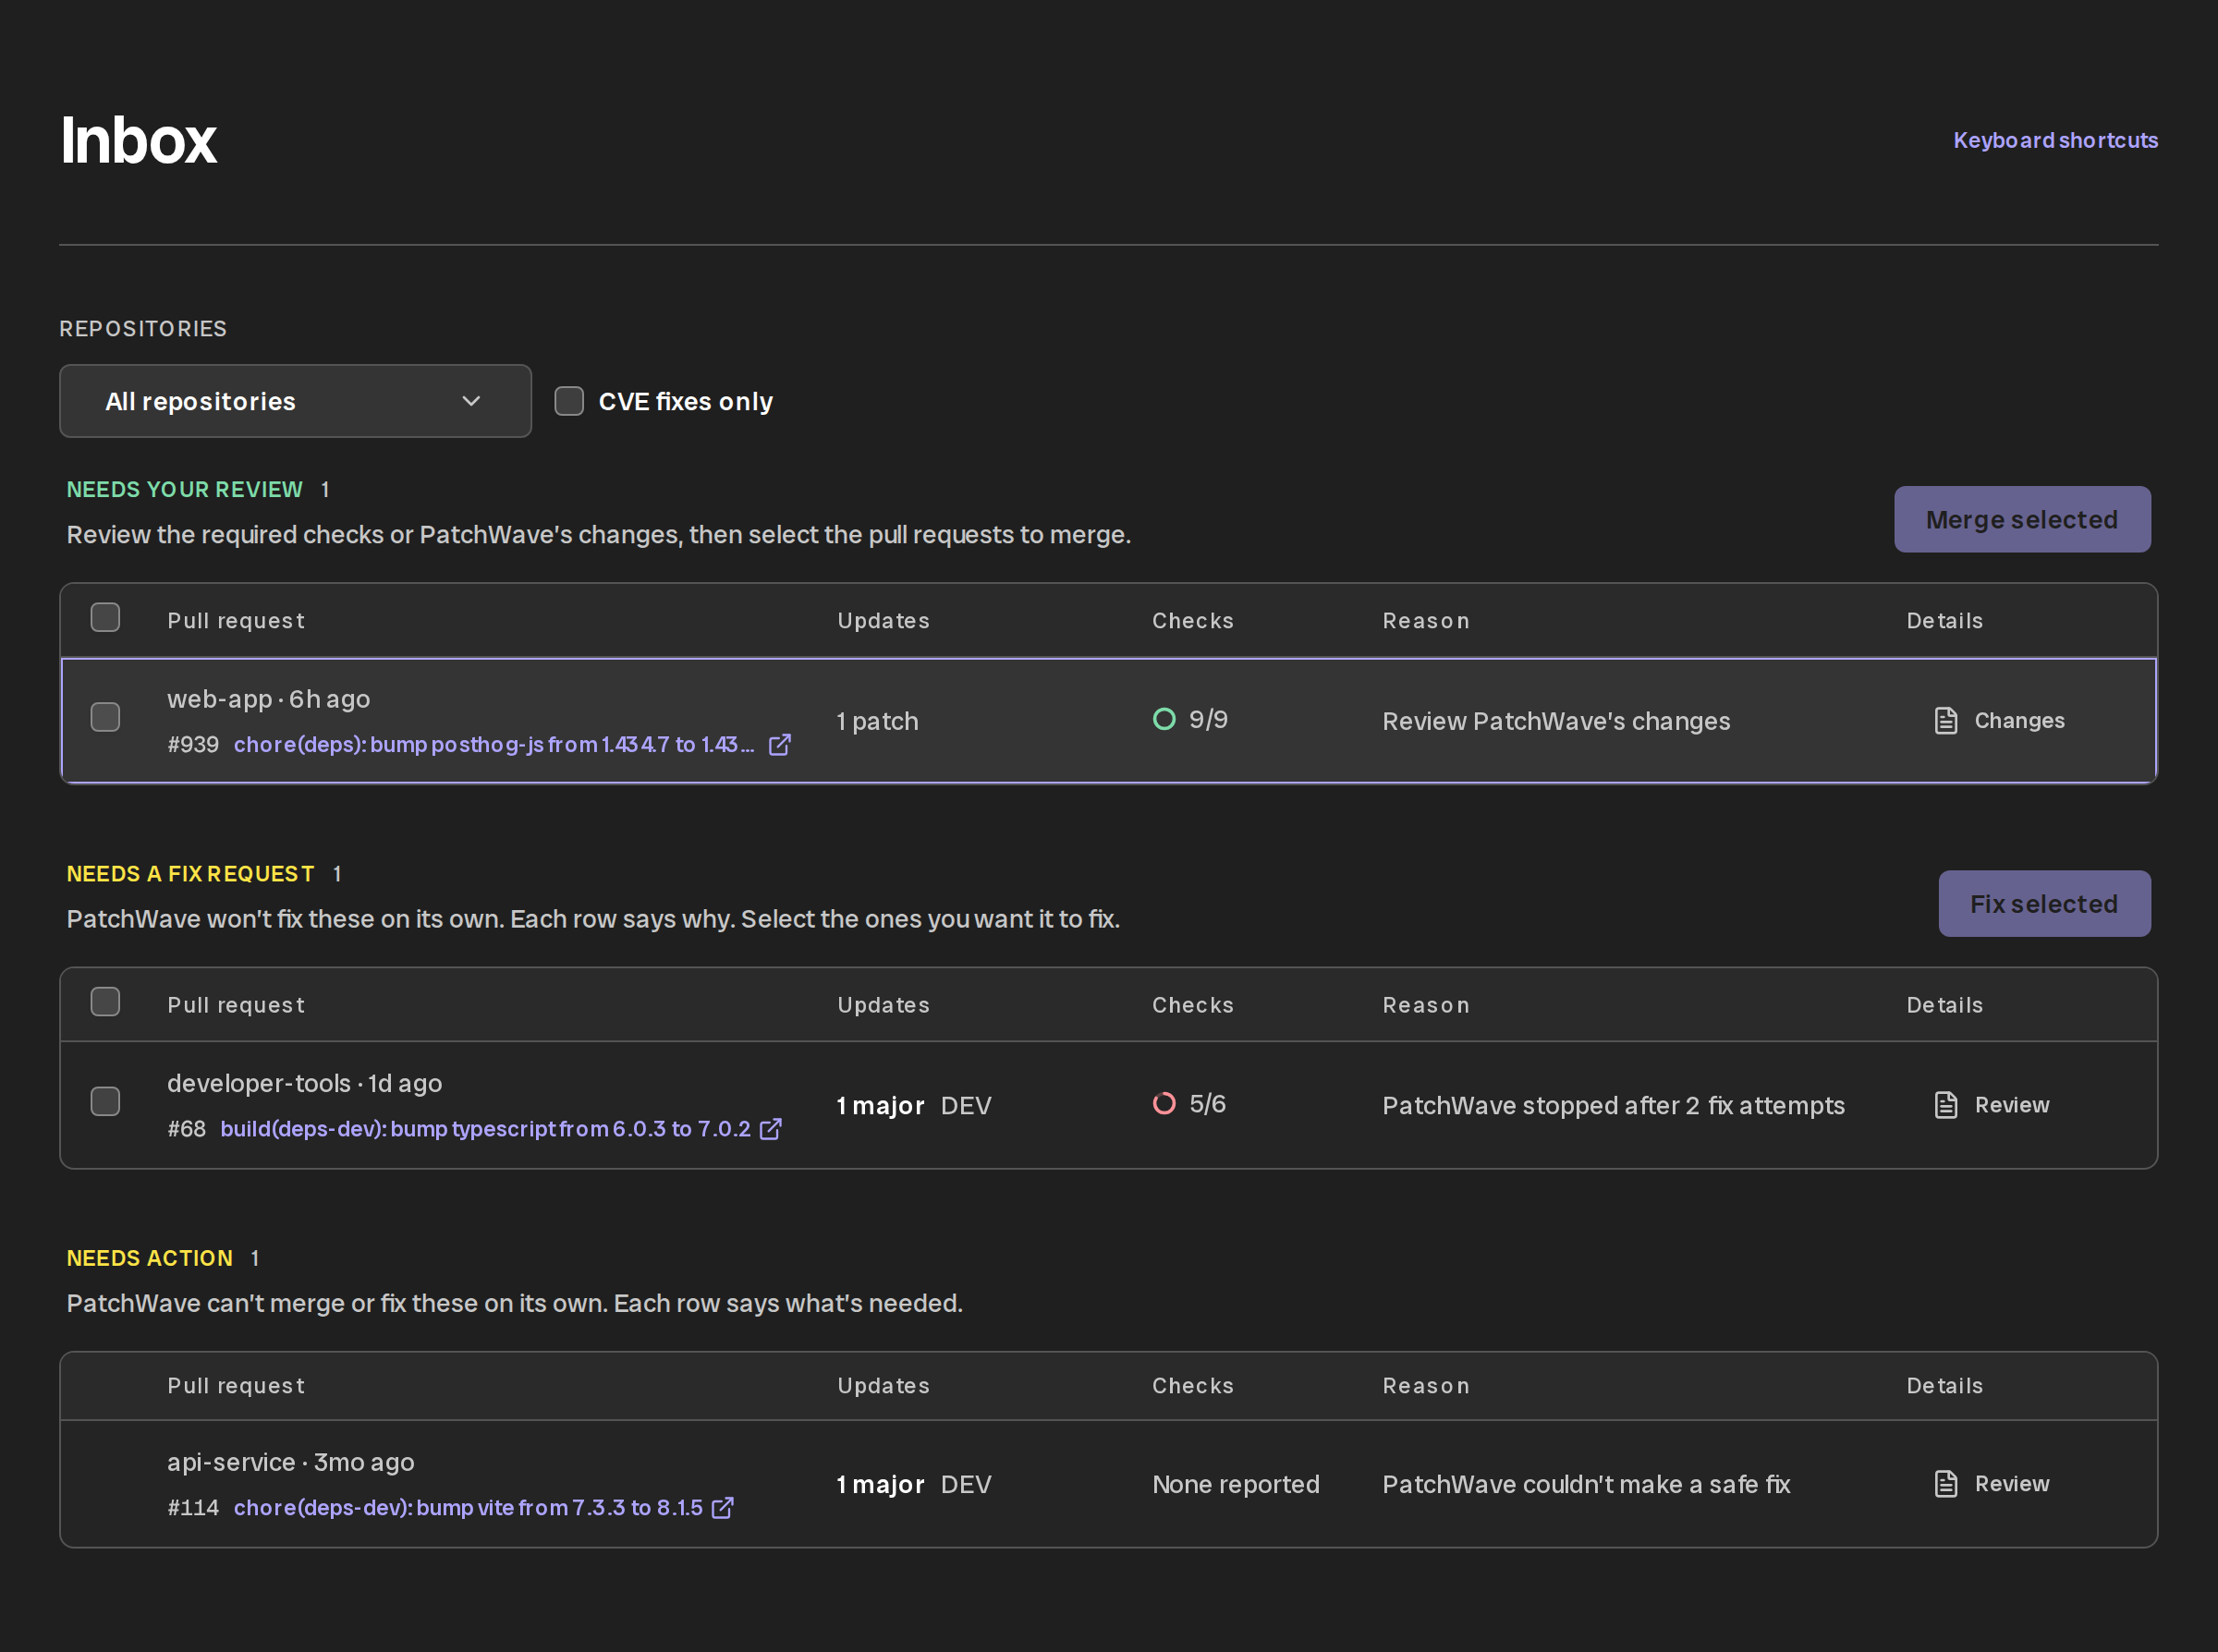 Inbox
Keyboard shortcuts
REPOSITORIES
All repositories
CVE fixes only
NEEDS YOUR REVIEW 1
Review the required checks or PatchWave's changes, then select the pull requests to merge.
Merge selected
Pull request Updates Checks Reason Details
web-app · 6h ago
#939 chore(deps): bump posthog-js from 1.434.7 to 1.43...
1 patch 9/9 Review PatchWave's changes Changes
NEEDS A FIX REQUEST 1
PatchWave won't fix these on its own. Each row says why. Select the ones you want it to fix.
Fix selected
Pull request Updates Checks Reason Details
developer-tools · 1d ago
#68 build(deps-dev): bump typescript from 6.0.3 to 7.0.2
1 major DEV 5/6 PatchWave stopped after 2 fix attempts Review
NEEDS ACTION 1
PatchWave can't merge or fix these on its own. Each row says what's needed.
Pull request Updates Checks Reason Details
api-service · 3mo ago
#114 chore(deps-dev): bump vite from 7.3.3 to 8.1.5
1 major DEV None reported PatchWave couldn't make a safe fix Review